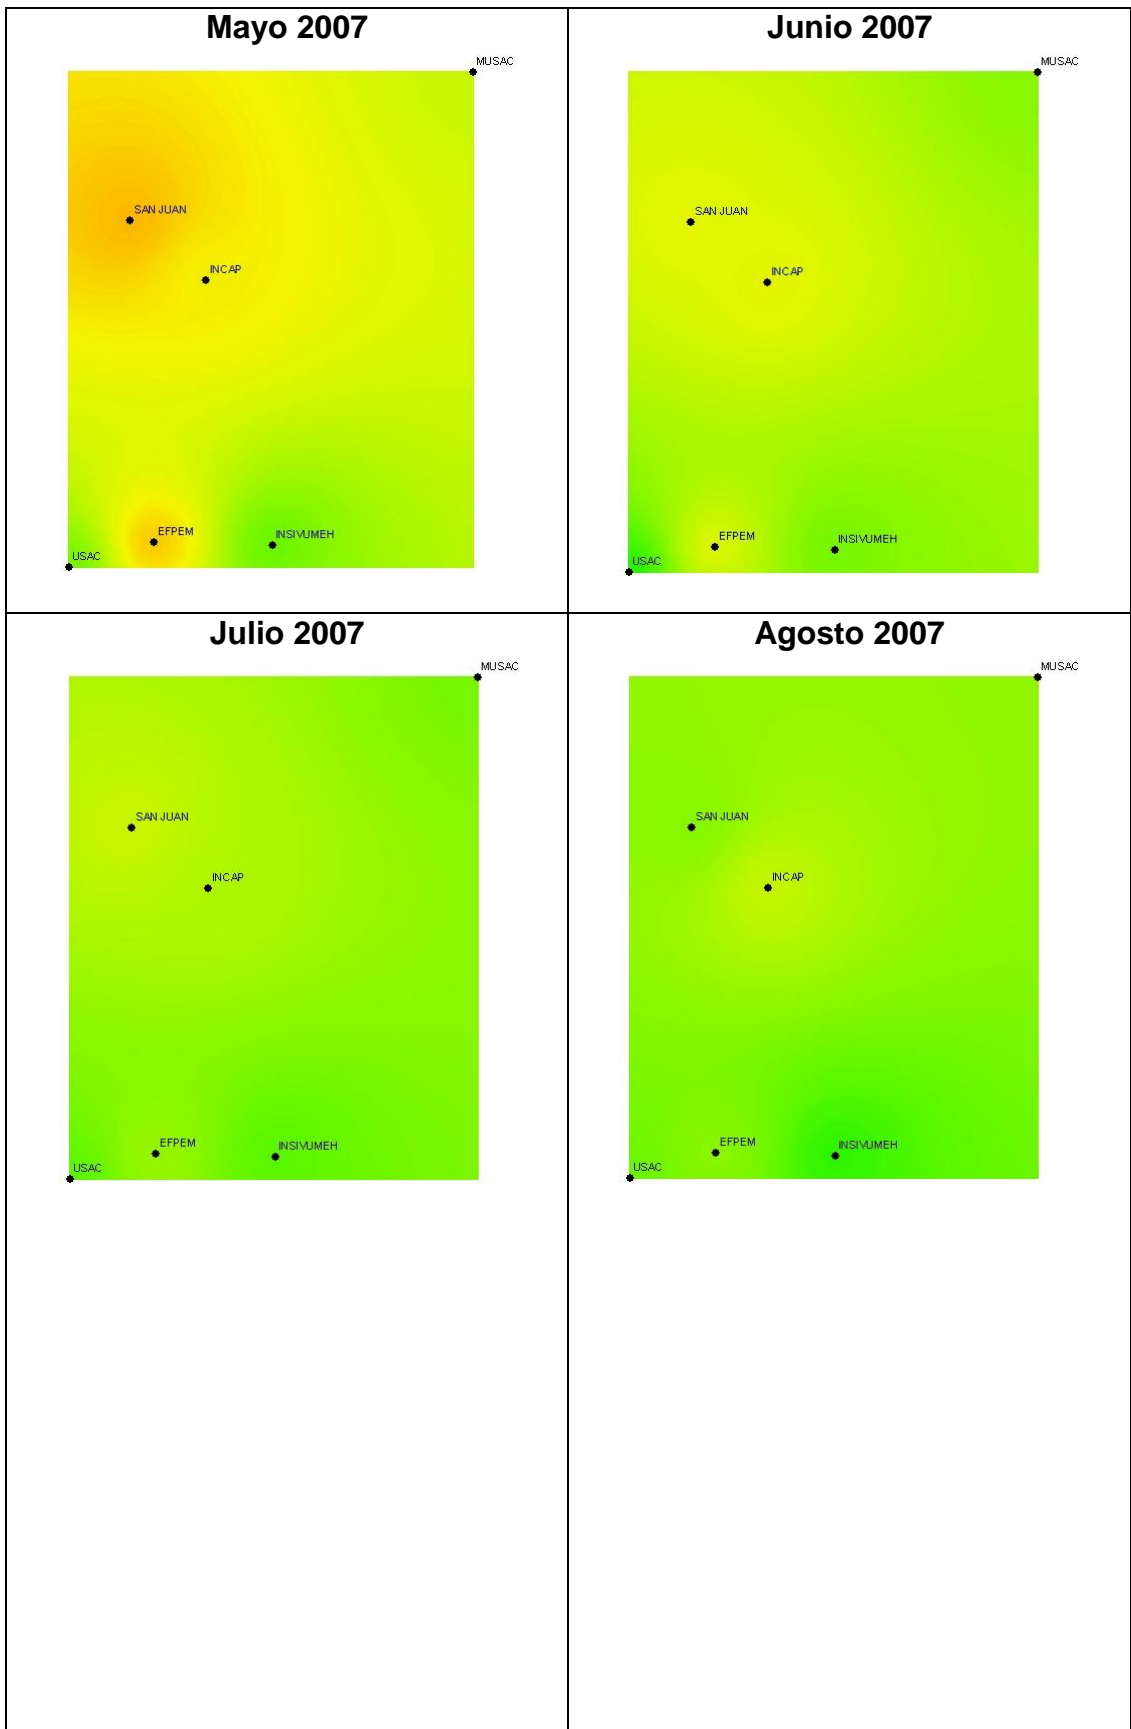 Mayo 2007
MUSAC
SAN JUAN
INCAP
EFPEM
INSIVUMEH
USAC
Junio 2007
MUSAC
SAN JUAN
INCAP
EFPEM
INSIVUMEH
USAC
Julio 2007
MUSAC
SAN JUAN
INCAP
EFPEM
INSIVUMEH
USAC
Agosto 2007
MUSAC
SAN JUAN
INCAP
EFPEM
INSIVUMEH
USAC